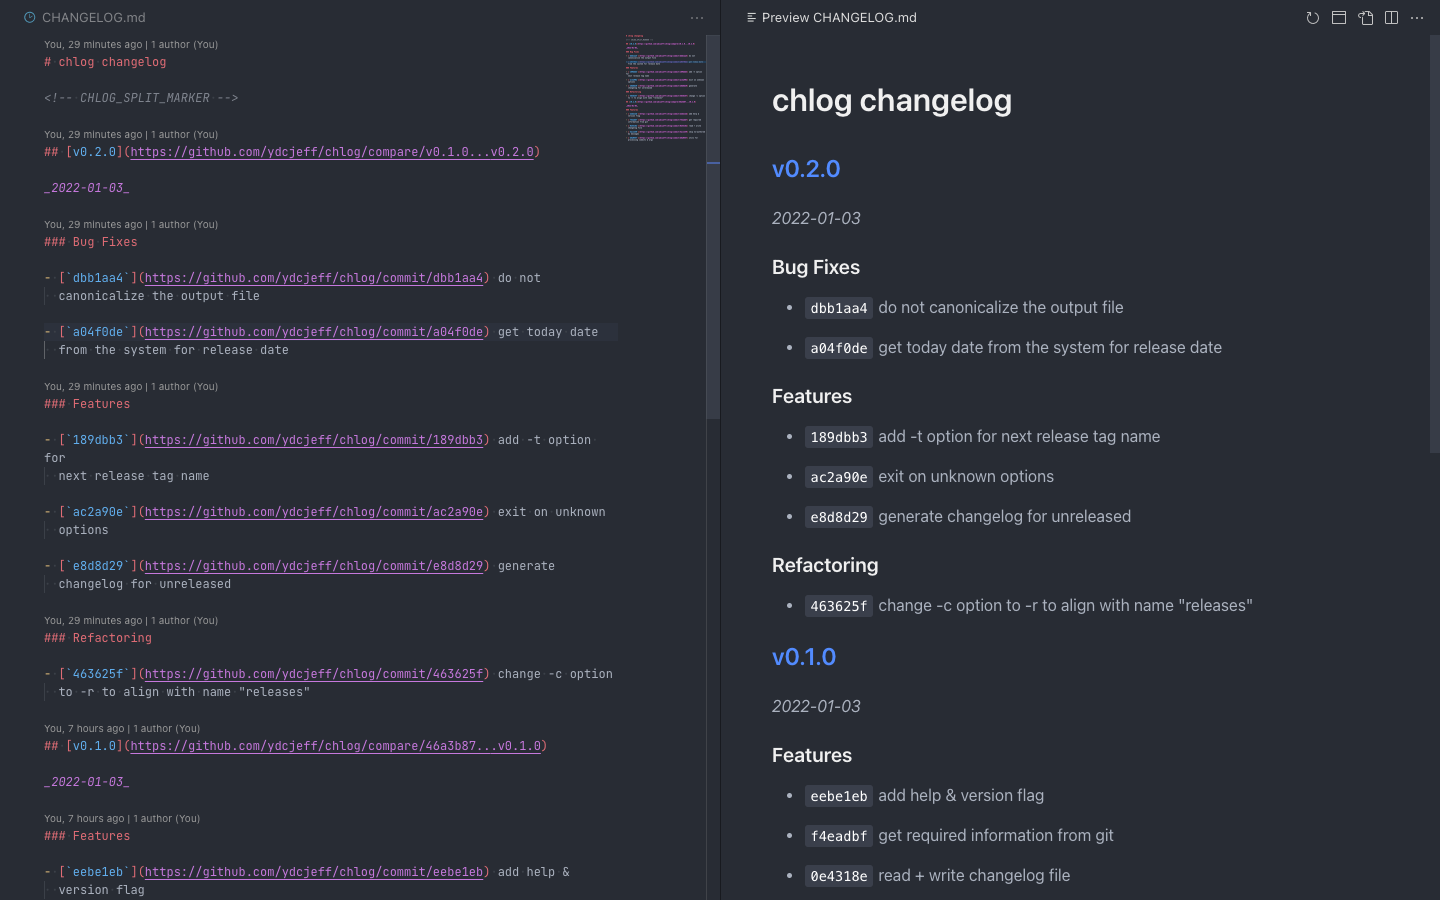 CHANGELOG.md
You, 29 minutes ago | 1 author (You)
# chlog changelog
<!-- CHLOG_SPLIT_MARKER -->
You, 29 minutes ago | 1 author (You)
## [v0.2.0](https://github.com/ydcjeff/chlog/compare/v0.1.0...v0.2.0)
_2022-01-03_
You, 29 minutes ago | 1 author (You)
### Bug Fixes
- [`dbb1aa4`](https://github.com/ydcjeff/chlog/commit/dbb1aa4) do not
canonicalize the output file
- [`a04f0de`](https://github.com/ydcjeff/chlog/commit/a04f0de) get today date
from the system for release date
You, 29 minutes ago | 1 author (You)
### Features
- [`189dbb3`](https://github.com/ydcjeff/chlog/commit/189dbb3) add -t option
for
next release tag name
- [`ac2a90e`](https://github.com/ydcjeff/chlog/commit/ac2a90e) exit on unknown
options
- [`e8d8d29`](https://github.com/ydcjeff/chlog/commit/e8d8d29) generate
changelog for unreleased
You, 29 minutes ago | 1 author (You)
### Refactoring
- [`463625f`](https://github.com/ydcjeff/chlog/commit/463625f) change -c option
to -r to align with name "releases"
You, 7 hours ago | 1 author (You)
## [v0.1.0](https://github.com/ydcjeff/chlog/compare/46a3b87...v0.1.0)
_2022-01-03_
You, 7 hours ago | 1 author (You)
### Features
- [`eebe1eb`](https://github.com/ydcjeff/chlog/commit/eebe1eb) add help &
version flag
Preview CHANGELOG.md
chlog changelog
v0.2.0
2022-01-03
Bug Fixes
• dbb1aa4 do not canonicalize the output file
• a04f0de get today date from the system for release date
Features
• 189dbb3 add -t option for next release tag name
• ac2a90e exit on unknown options
• e8d8d29 generate changelog for unreleased
Refactoring
• 463625f change -c option to -r to align with name "releases"
v0.1.0
2022-01-03
Features
• eebe1eb add help & version flag
• f4eadbf get required information from git
• 0e4318e read + write changelog file